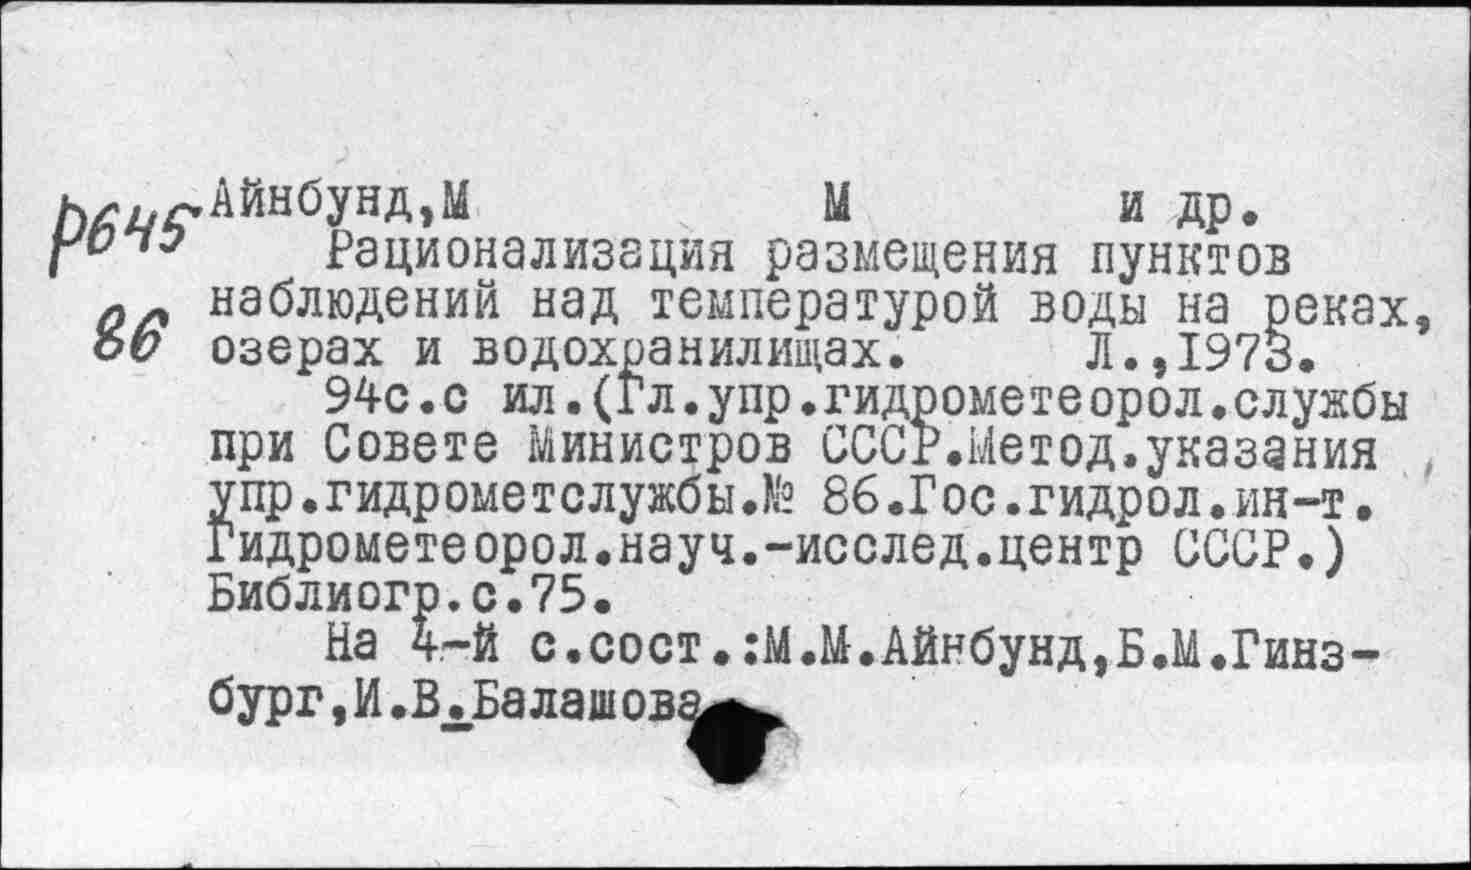 р645 Айнбунд,М М и др.
Рационализация размещения пунктов
86 наблюдений над температурой воды на реках,
озерах и водохранилищах. Л.,1973.
94с.с ил.(Гл.упр.гидрометеорол.службы
при Совете Министров СССР.Метод.указания
упр.гидрометслужбы.№ 86.Гос.гидрол.ин-т.
Гидрометеорол.науч.-исслед.центр СССР.)
Библиогр.с.75.
На 4-й с.сост.:М.М.Айнбунд,Б.М.Гинз-
бург,И.В.Балашова